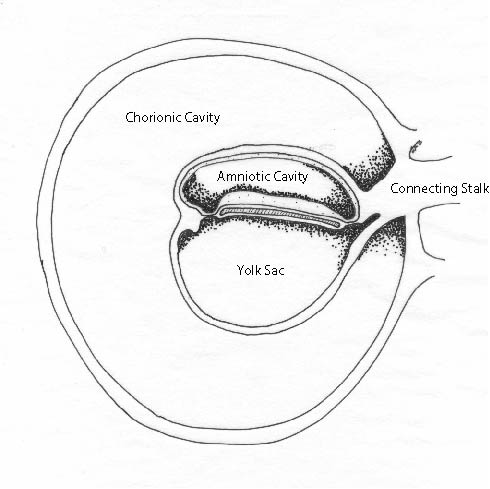 Chorionic Cavity
Amniotic Cavity
Connecting Stalk
Yolk Sac